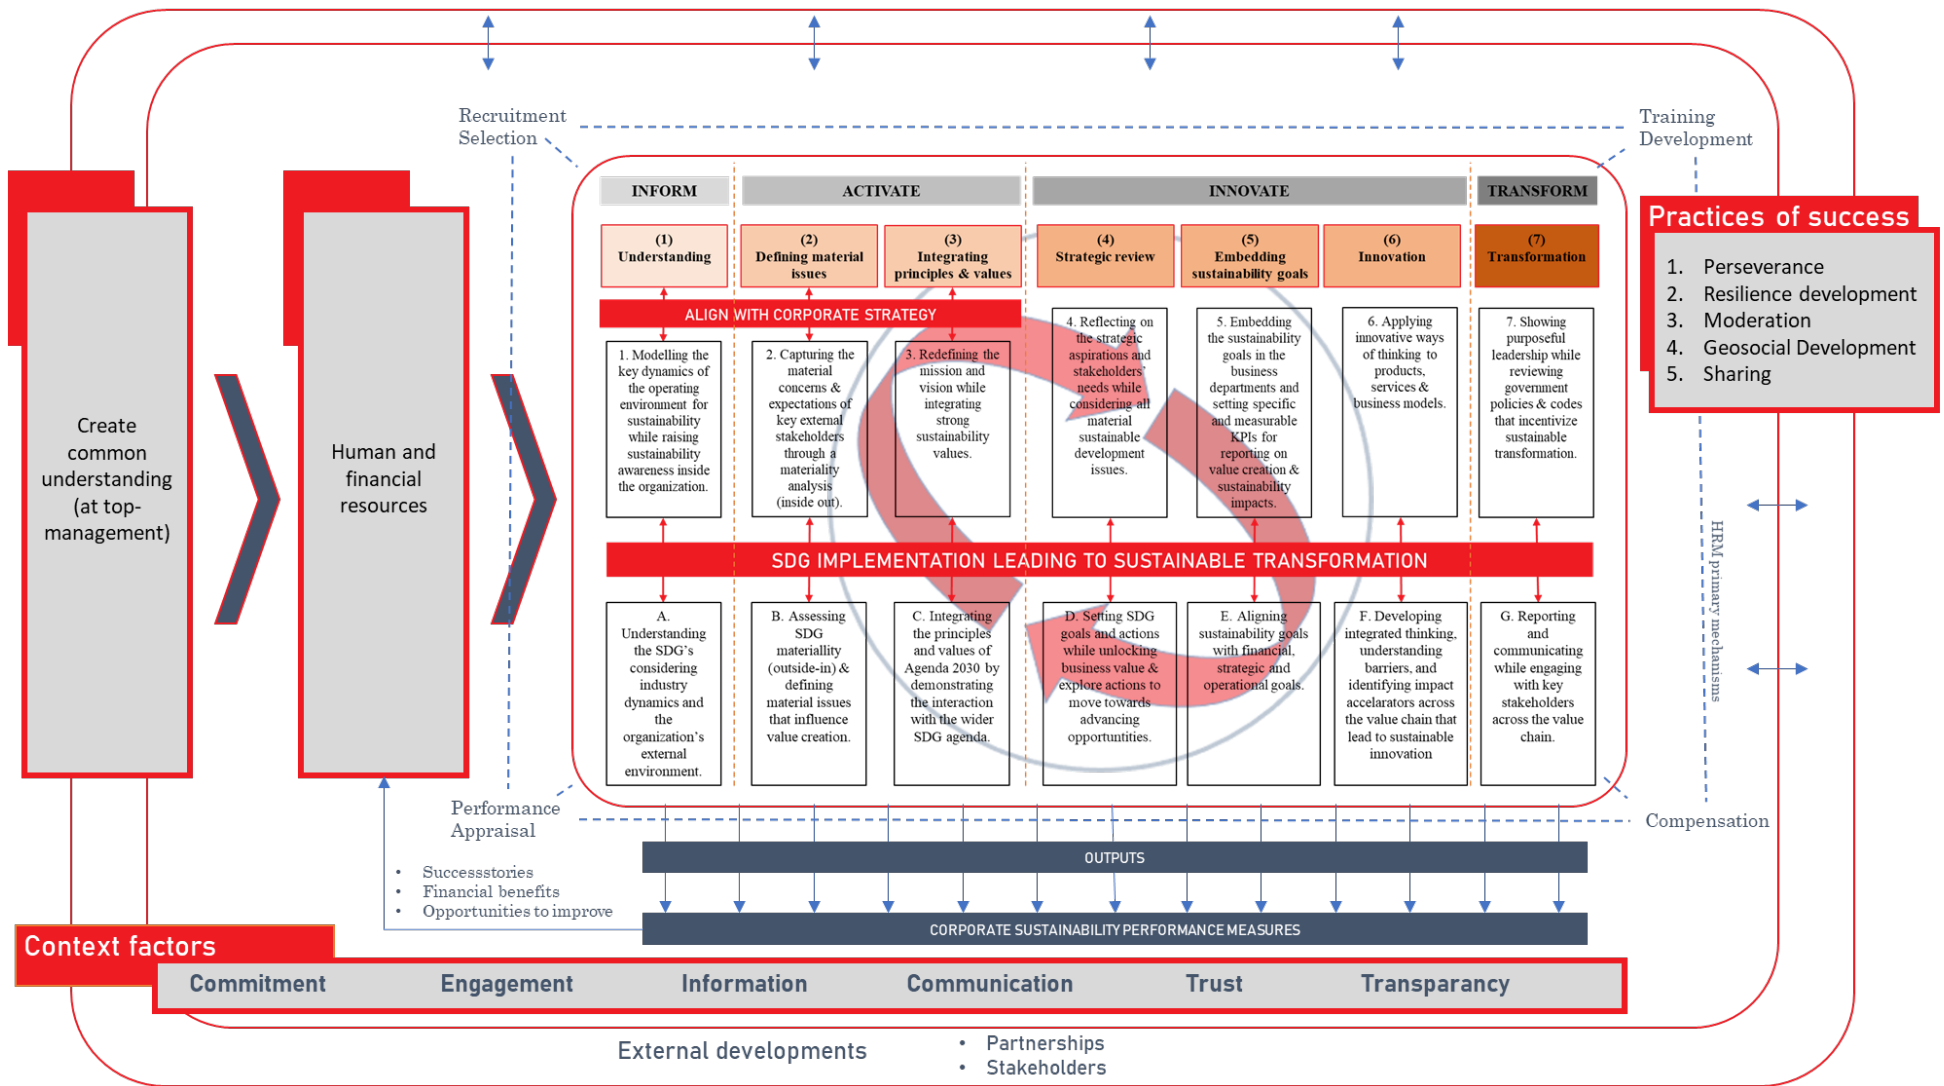 Recruitment
Selection
Training
Development
INFORM
ACTIVATE
INNOVATE
TRANSFORM
(1)
Understanding
(2)
Defining material
issues
(3)
Integrating
principles & values
(4)
Strategic review
(5)
Embedding
sustainability goals
(6)
Innovation
(7)
Transformation
ALIGN WITH CORPORATE STRATEGY
1. Modelling the
key dynamics of
the operating
environment for
sustainability
while raising
sustainability
awareness inside
the organization.
2. Capturing the
material
concerns &
expectations of
key external
stakeholders
through a
materiality
analysis
(inside out).
3. Redefining the
mission and
vision while
integrating
strong
sustainability
values.
4. Reflecting on
the strategic
aspirations and
stakeholders'
needs while
considering all
material
sustainable
development
issues.
5. Embedding
the sustainability
goals in the
business
departments and
setting specific
and measurable
KPIs for
reporting on
value creation &
sustainability
impacts.
6. Applying
innovative ways
of thinking to
products,
services &
business models.
7. Showing
purposeful
leadership while
reviewing
government
policies & codes
that incentivize
sustainable
transformation.
SDG IMPLEMENTATION LEADING TO SUSTAINABLE TRANSFORMATION
A.
Understanding
the SDG's
considering
industry
dynamics and
the
organization's
external
environment.
B. Assessing
SDG
materiallity
(outside-in) &
defining
material issues
that influence
value creation.
C. Integrating
the principles
and values of
Agenda 2030 by
demonstrating
the interaction
with the wider
SDG agenda.
D. Setting SDG
goals and actions
while unlocking
business value &
explore actions to
move towards
advancing
opportuntities.
E. Aligning
sustainability goals
with financial,
strategic and
operational goals.
F. Developing
integrated thinking,
understanding
barriers, and
identifying impact
accelarators across
the value chain that
lead to sustainable
innovation
G. Reporting
and
communicating
while engaging
with key
stakeholders
across the value
chain.
Create
common
understanding
(at top-
management)
Human and
financial
resources
Practices of success
1. Perseverance
2. Resilience development
3. Moderation
4. Geosocial Development
5. Sharing
HRM primary mechanisms
Performance
Appraisal
Compensation
OUTPUTS
• Successstories
• Financial benefits
• Opportunities to improve
CORPORATE SUSTAINABILITY PERFORMANCE MEASURES
Context factors
Commitment
Engagement
Information
Communication
Trust
Transparancy
External developments
• Partnerships
• Stakeholders